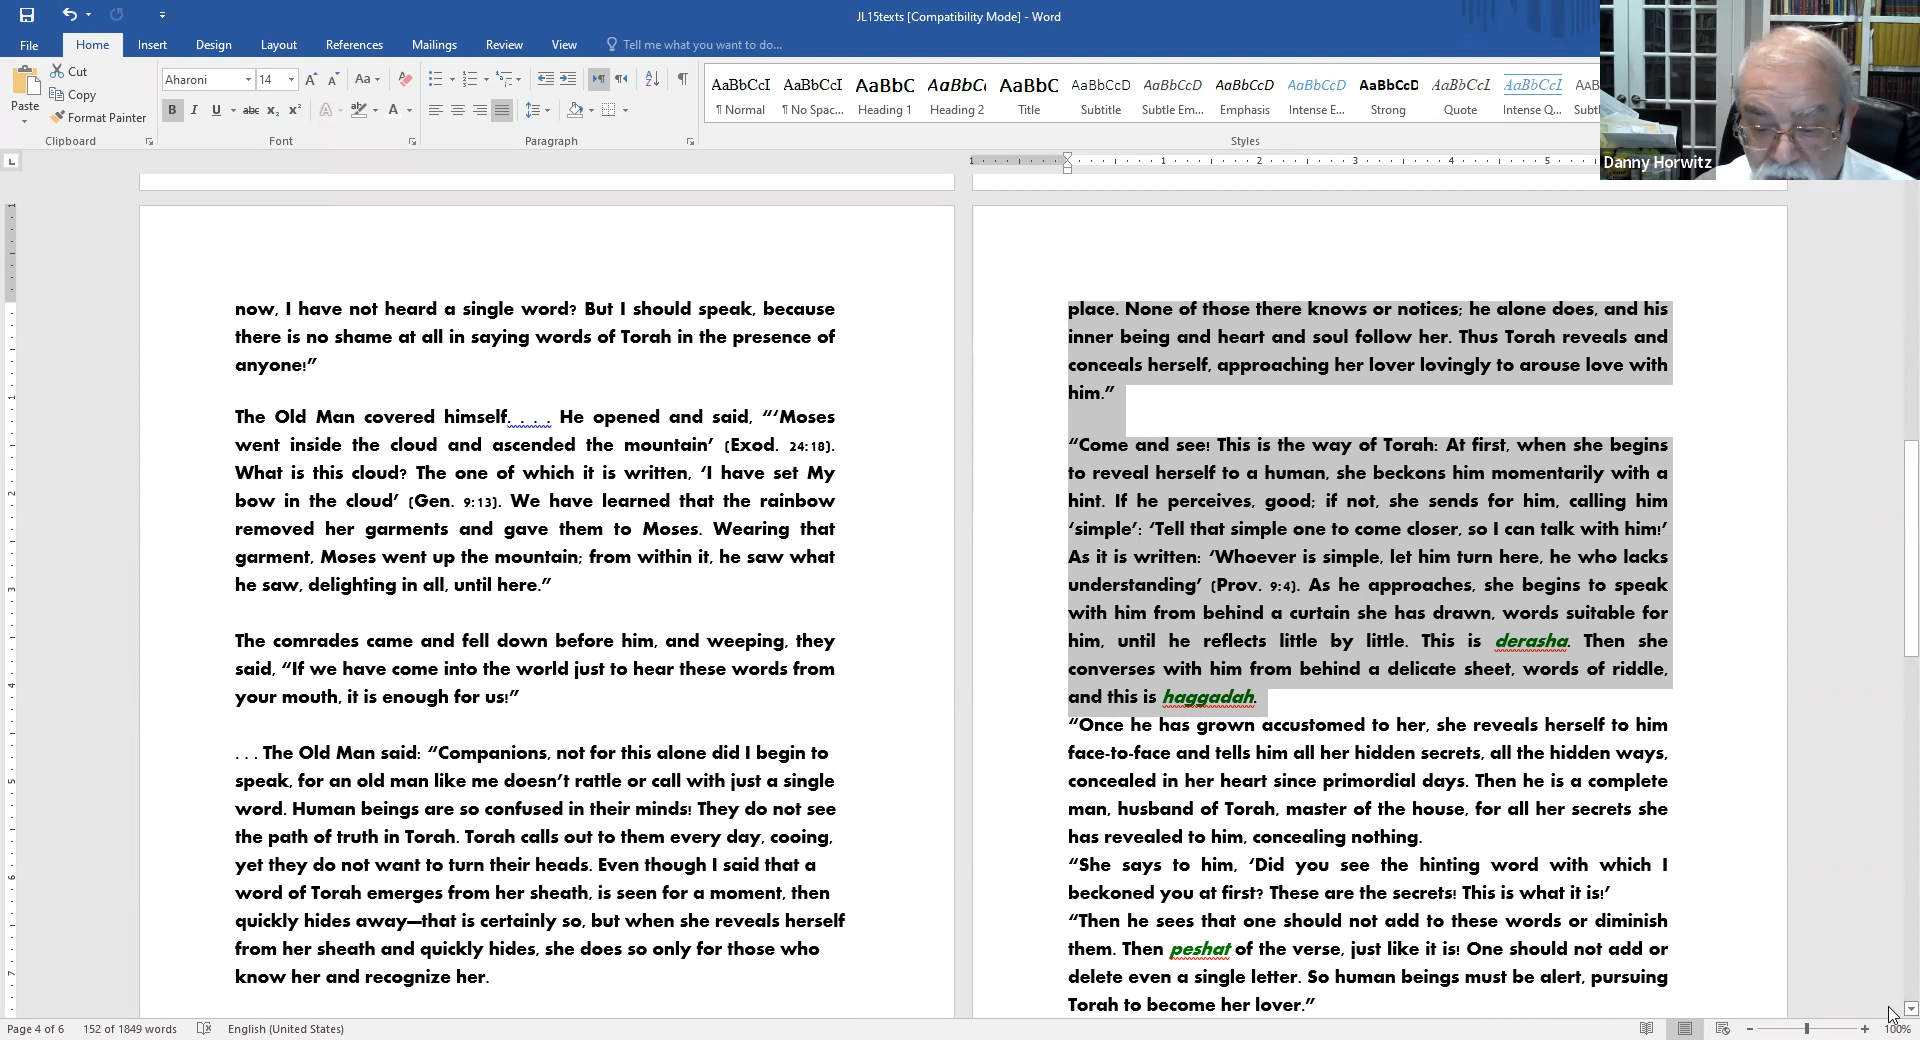 JL15texts [Compatibility Mode] - Word
File Home Insert Design Layout References Mailings Review View Tell me what you want to do...
Paste
Cut
Copy
Format Painter
Clipboard
Aharoni 14
Font
Paragraph
AaBbCcI AaBbCcI AaBbC AaBbC AaBbC AaBbCcD AaBbCcD AaBbCcD AaBbCcD AaBbCcD AaBbCcI AaBbCcI
¶ Normal ¶ No Spac... Heading 1 Heading 2 Title Subtitle Subtle Em... Emphasis Intense E... Strong Quote Intense Q...
Styles
Danny Horwitz
now, I have not heard a single word? But I should speak, because
there is no shame at all in saying words of Torah in the presence of
anyone!”
The Old Man covered himself. . . . He opened and said, “‘Moses
went inside the cloud and ascended the mountain’ (Exod. 24:18).
What is this cloud? The one of which it is written, ‘I have set My
bow in the cloud’ (Gen. 9:13). We have learned that the rainbow
removed her garments and gave them to Moses. Wearing that
garment, Moses went up the mountain; from within it, he saw what
he saw, delighting in all, until here.”
The comrades came and fell down before him, and weeping, they
said, “If we have come into the world just to hear these words from
your mouth, it is enough for us!”
. . . The Old Man said: “Companions, not for this alone did I begin to
speak, for an old man like me doesn’t rattle or call with just a single
word. Human beings are so confused in their minds! They do not see
the path of truth in Torah. Torah calls out to them every day, cooing,
yet they do not want to turn their heads. Even though I said that a
word of Torah emerges from her sheath, is seen for a moment, then
quickly hides away—that is certainly so, but when she reveals herself
from her sheath and quickly hides, she does so only for those who
know her and recognize her.
place. None of those there knows or notices; he alone does, and his
inner being and heart and soul follow her. Thus Torah reveals and
conceals herself, approaching her lover lovingly to arouse love with
him.”
“Come and see! This is the way of Torah: At first, when she begins
to reveal herself to a human, she beckons him momentarily with a
hint. If he perceives, good; if not, she sends for him, calling him
‘simple’: ‘Tell that simple one to come closer, so I can talk with him!’
As it is written: ‘Whoever is simple, let him turn here, he who lacks
understanding’ (Prov. 9:4). As he approaches, she begins to speak
with him from behind a curtain she has drawn, words suitable for
him, until he reflects little by little. This is derasha. Then she
converses with him from behind a delicate sheet, words of riddle,
and this is haggadah.
“Once he has grown accustomed to her, she reveals herself to him
face-to-face and tells him all her hidden secrets, all the hidden ways,
concealed in her heart since primordial days. Then he is a complete
man, husband of Torah, master of the house, for all her secrets she
has revealed to him, concealing nothing.
“She says to him, ‘Did you see the hinting word with which I
beckoned you at first? These are the secrets! This is what it is!’
“Then he sees that one should not add to these words or diminish
them. Then peshat of the verse, just like it is! One should not add or
delete even a single letter. So human beings must be alert, pursuing
Torah to become her lover.”
Page 4 of 6 152 of 1849 words English (United States) 100%